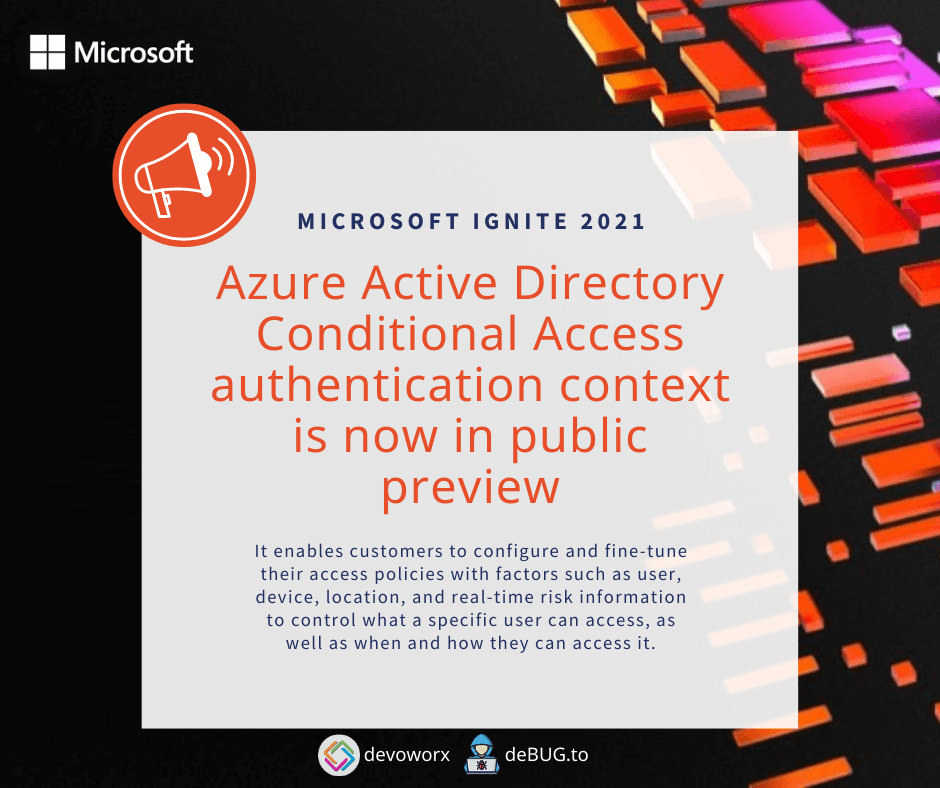 Microsoft
MICROSOFT IGNITE 2021
Azure Active Directory
Conditional Access
authentication context
is now in public
preview
It enables customers to configure and fine-tune
their access policies with factors such as user,
device, location, and real-time risk information
to control what a specific user can access, as
well as when and how they can access it.
devoworx deBUG.to